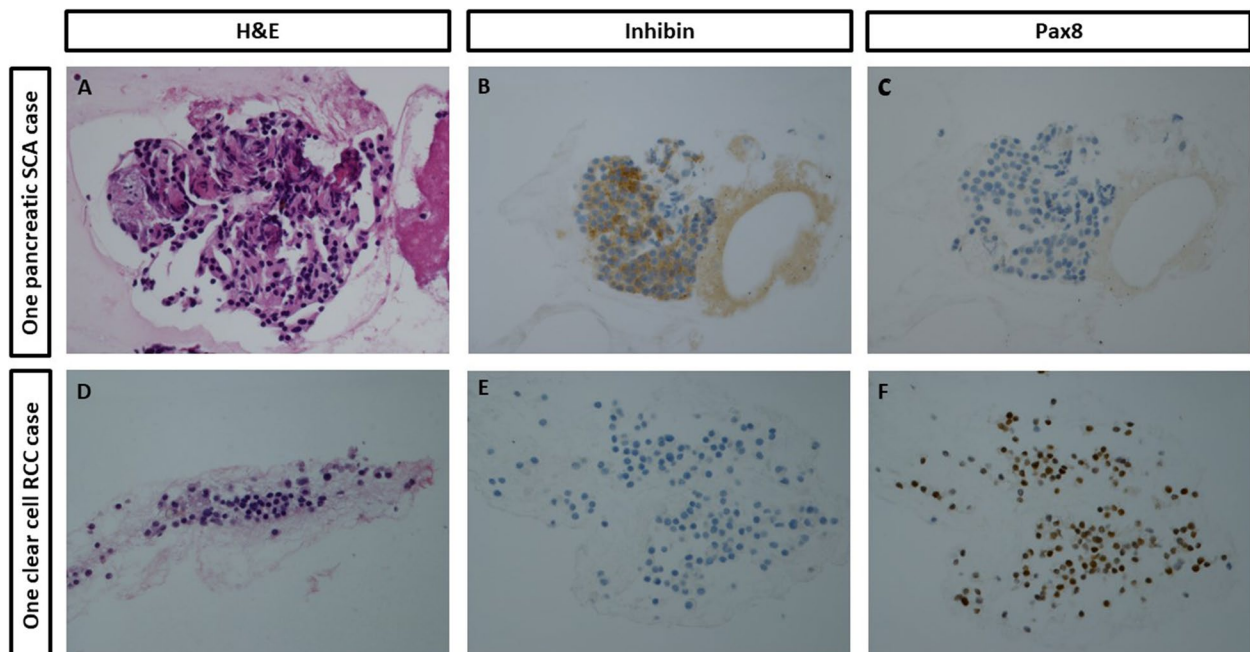 H&E
Inhibin
Pax8
One pancreatic SCA case
A
B
C
One clear cell RCC case
D
E
F